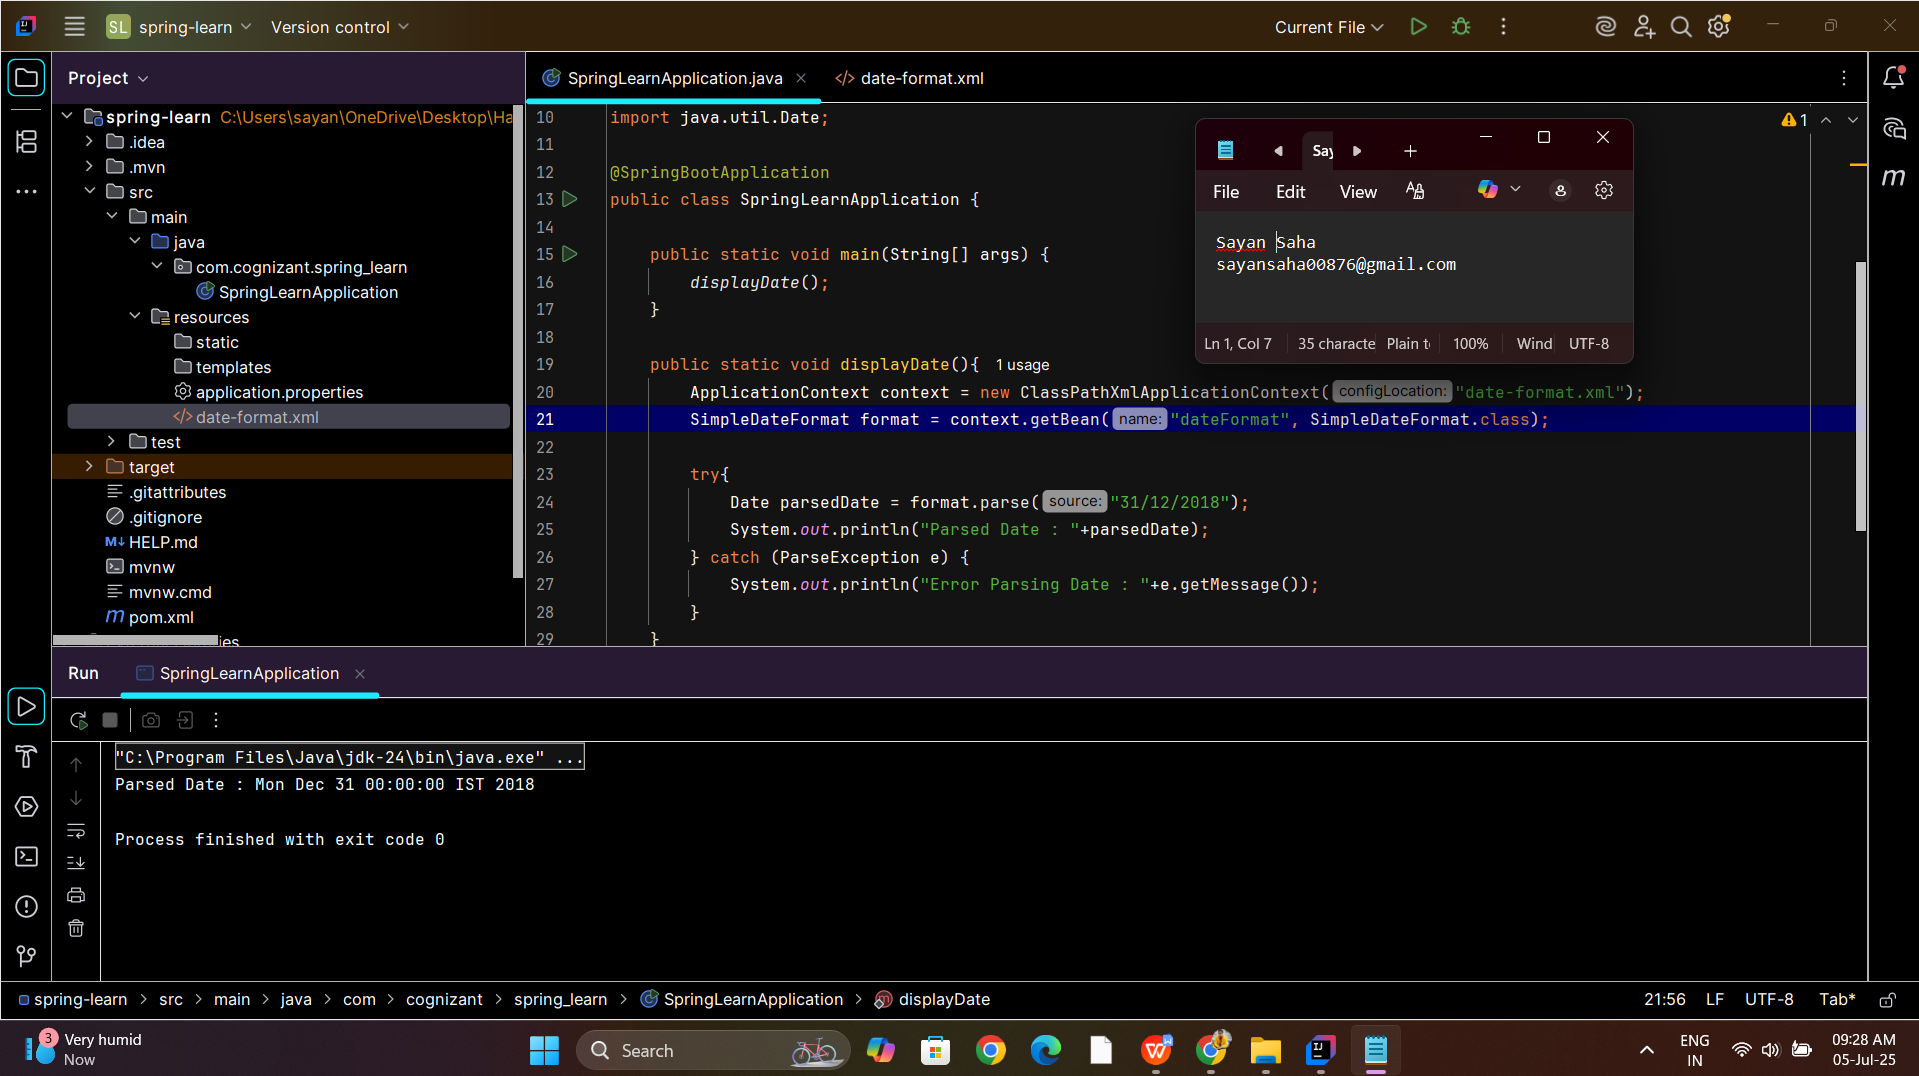 SL spring-learn Version control Current File
Project
SpringLearnApplication.java date-format.xml
spring-learn C:\Users\sayan\OneDrive\Desktop\Ha
.idea
.mvn
src
main
java
com.cognizant.spring_learn
SpringLearnApplication
resources
static
templates
application.properties
</> date-format.xml
test
target
.gitattributes
.gitignore
M↓ HELP.md
mvnw
mvnw.cmd
m pom.xml
ies
10 import java.util.Date;
11
12 @SpringBootApplication
13 public class SpringLearnApplication {
14
15 public static void main(String[] args) {
16 displayDate();
17 }
18
19 public static void displayDate(){ 1 usage
20 ApplicationContext context = new ClassPathXmlApplicationContext( configLocation: "date-format.xml");
21 SimpleDateFormat format = context.getBean( name: "dateFormat", SimpleDateFormat.class);
22
23 try{
24 Date parsedDate = format.parse( source: "31/12/2018");
25 System.out.println("Parsed Date : "+parsedDate);
26 } catch (ParseException e) {
27 System.out.println("Error Parsing Date : "+e.getMessage());
28 }
29 }
1
m
Say
File Edit View
Sayan Saha
sayansaha00876@gmail.com
Ln 1, Col 7 35 characte Plain t 100% Wind UTF-8
Run SpringLearnApplication
"C:\Program Files\Java\jdk-24\bin\java.exe" ...
Parsed Date : Mon Dec 31 00:00:00 IST 2018
Process finished with exit code 0
spring-learn > src > main > java > com > cognizant > spring_learn > SpringLearnApplication > displayDate
21:56 LF UTF-8 Tab*
3 Very humid
Now
Search
ENG
IN
09:28 AM
05-Jul-25